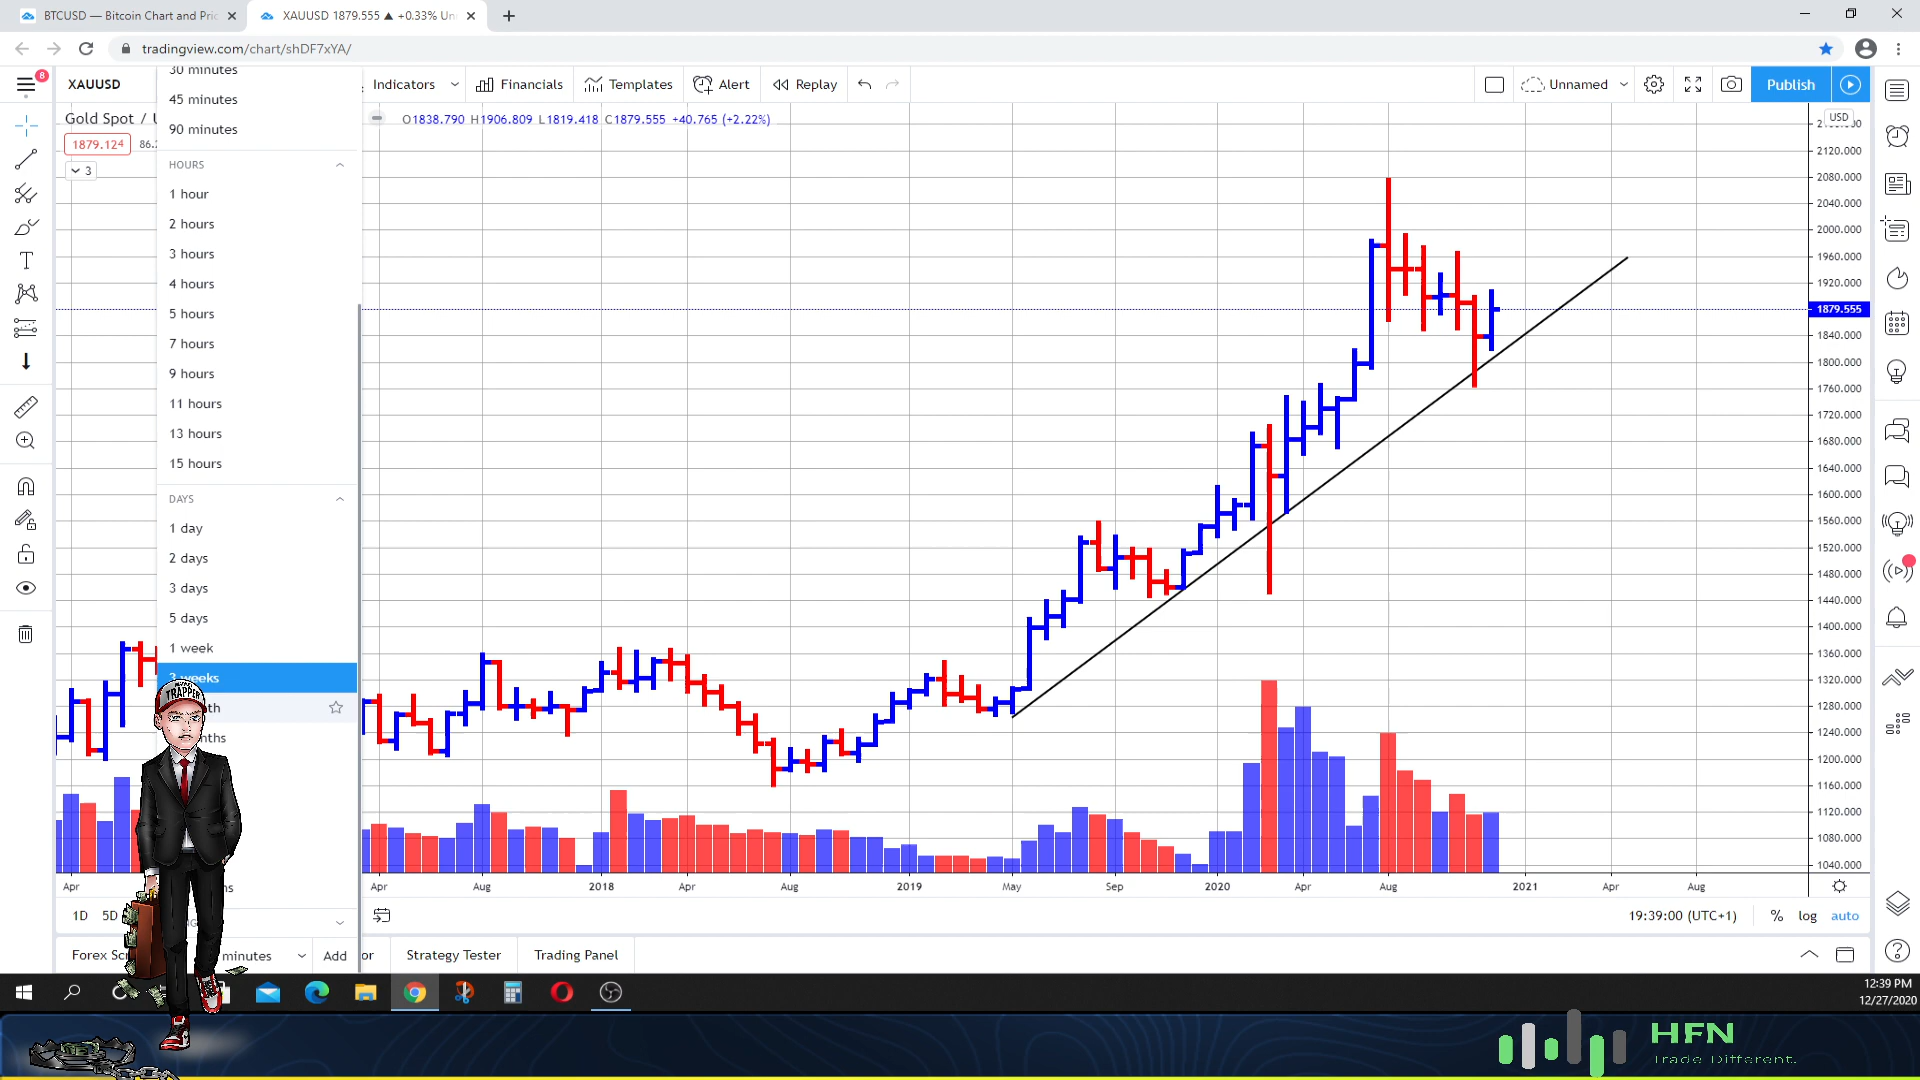 BTCUSD — Bitcoin Chart and Pric
XAUUSD 1879.555 ▲ +0.33% Un
tradingview.com/chart/shDF7xYA/
8
XAUUSD
Indicators
Financials
Templates
Alert
Replay
Unnamed
Publish
Gold Spot / U
O1838.790 H1906.809 L1819.418 C1879.555 +40.765 (+2.22%)
1879.124
86.2
3
30 minutes
45 minutes
90 minutes
HOURS
1 hour
2 hours
3 hours
4 hours
5 hours
7 hours
9 hours
11 hours
13 hours
15 hours
DAYS
1 day
2 days
3 days
5 days
1 week
weeks
TRAPPER
USD
2120.000
2080.000
2040.000
2000.000
1960.000
1920.000
1879.555
1840.000
1800.000
1760.000
1720.000
1680.000
1640.000
1600.000
1560.000
1520.000
1480.000
1440.000
1400.000
1360.000
1320.000
1280.000
1240.000
1200.000
1160.000
1120.000
1080.000
1040.000
Apr
Apr
Aug
2018
Apr
Aug
2019
May
Sep
2020
Apr
Aug
2021
Apr
Aug
1D 5D
19:39:00 (UTC+1)
% log auto
Forex Sc
minutes
Add
or
Strategy Tester
Trading Panel
12:39 PM
12/27/2020
HFN
Trade Different.